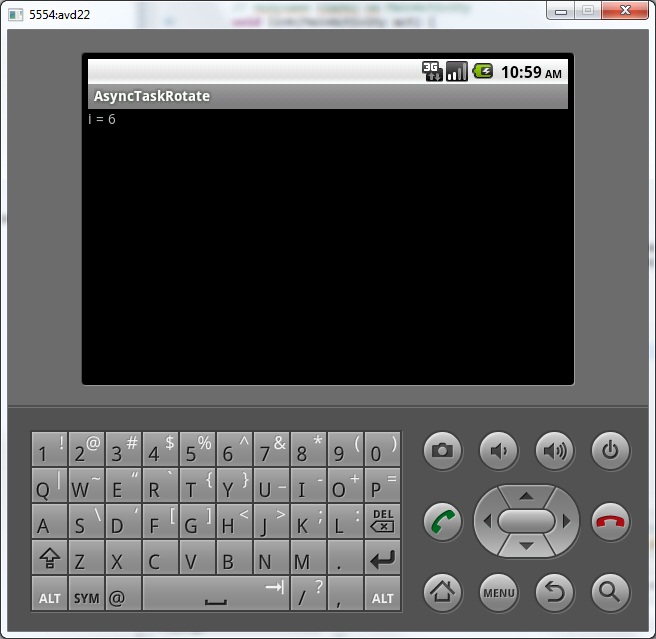 5554:avd22
3G 10:59 AM
AsyncTaskRotate
i = 6
1 ! 2 @ 3 # 4 $ 5 % 6 ^ 7 & 8 * 9 ( 0 )
Q | W ~ E " R ` T { Y } U _ I - O + P =
A S \ D ' F [ G ] H < J > K ; L : DEL
Z X C V B N M .
ALT SYM @ / ? , ALT
MENU